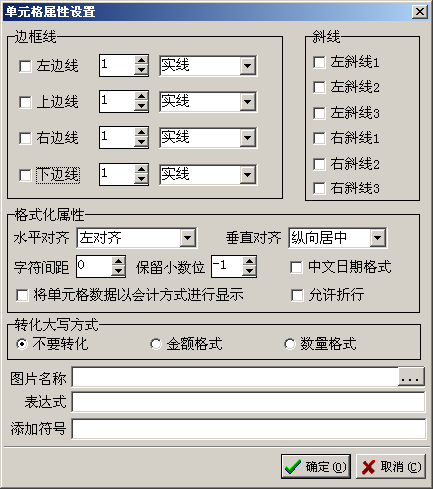 单元格属性设置
边框线
左边线 1 实线
上边线 1 实线
右边线 1 实线
下边线 1 实线
斜线
左斜线1
左斜线2
左斜线3
右斜线1
右斜线2
右斜线3
格式化属性
水平对齐 左对齐 垂直对齐 纵向居中
字符间距 0 保留小数位 -1 中文日期格式
将单元格数据以会计方式进行显示 允许折行
转化大写方式
不要转化 金额格式 数量格式
图片名称 ...
表达式
添加符号
确定(O) 取消(C)